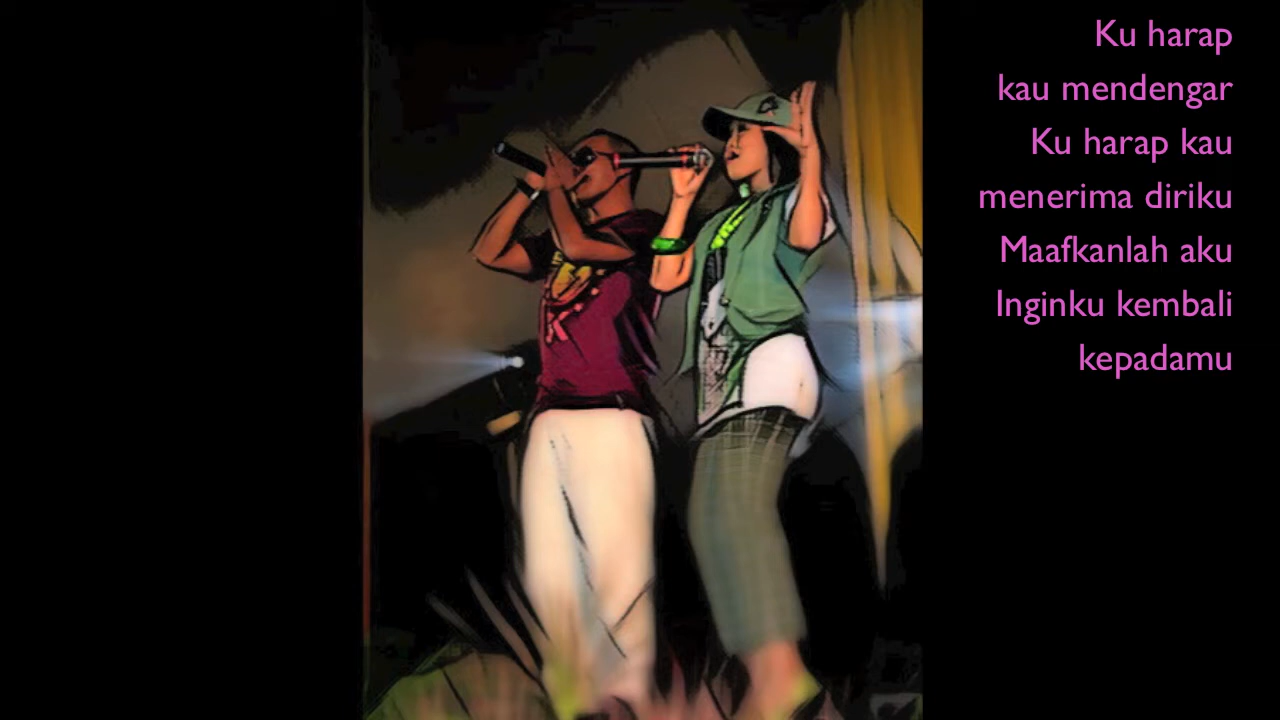 Ku harap
kau mendengar
Ku harap kau
menerima diriku
Maafkanlah aku
Inginku kembali
kepadamu